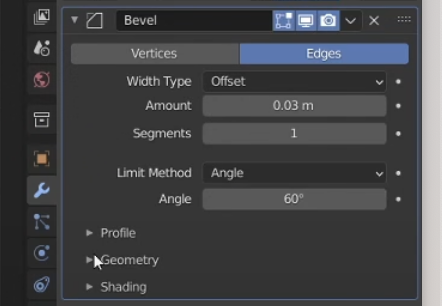 Bevel
Vertices Edges
Width Type Offset
Amount 0.03 m
Segments 1
Limit Method Angle
Angle 60°
Profile
Geometry
Shading